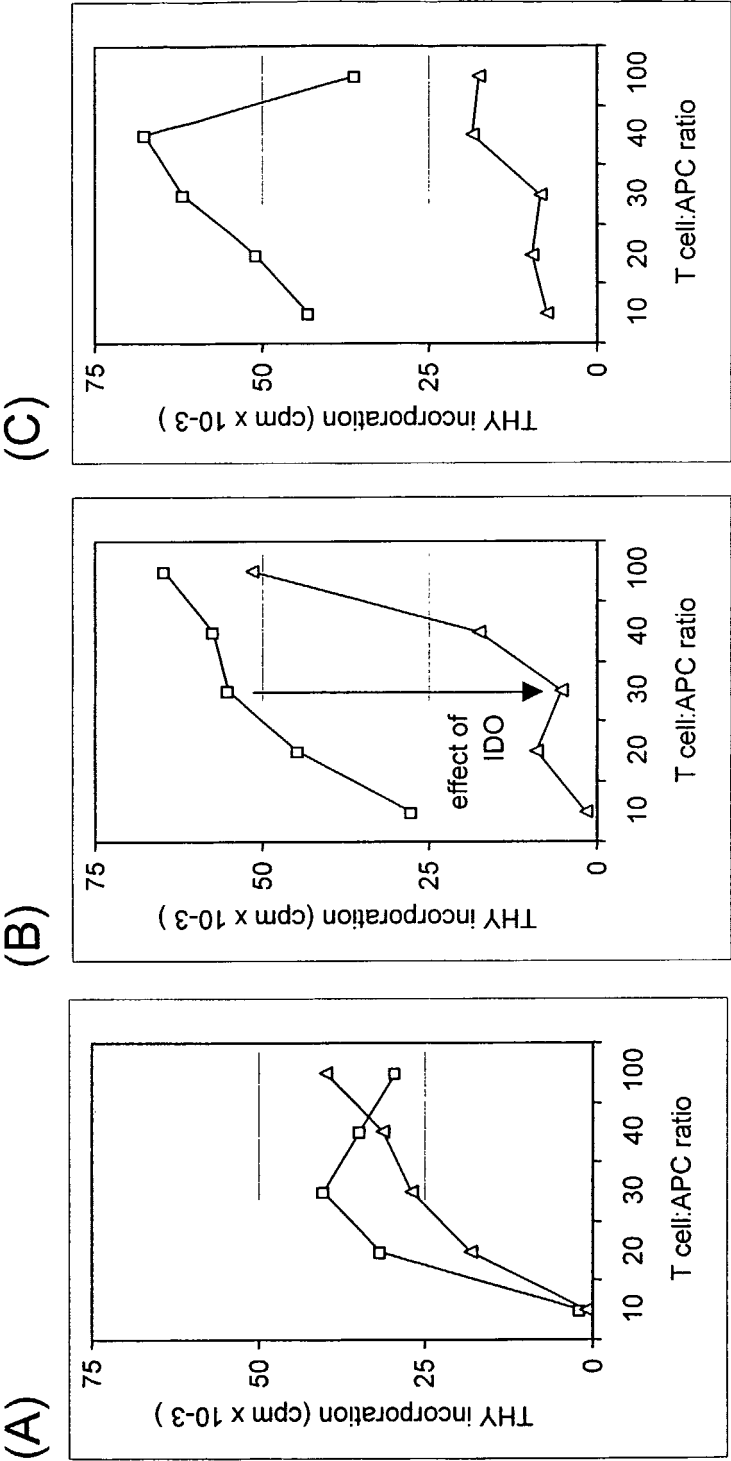 (A)
75
50
25
0
THY incorporation (cpm x 10-3 )
10 20 30 40 100
T cell:APC ratio
(B)
75
50
25
0
THY incorporation (cpm x 10-3 )
effect of
IDO
10 20 30 40 100
T cell:APC ratio
(C)
75
50
25
0
THY incorporation (cpm x 10-3 )
10 20 30 40 100
T cell:APC ratio